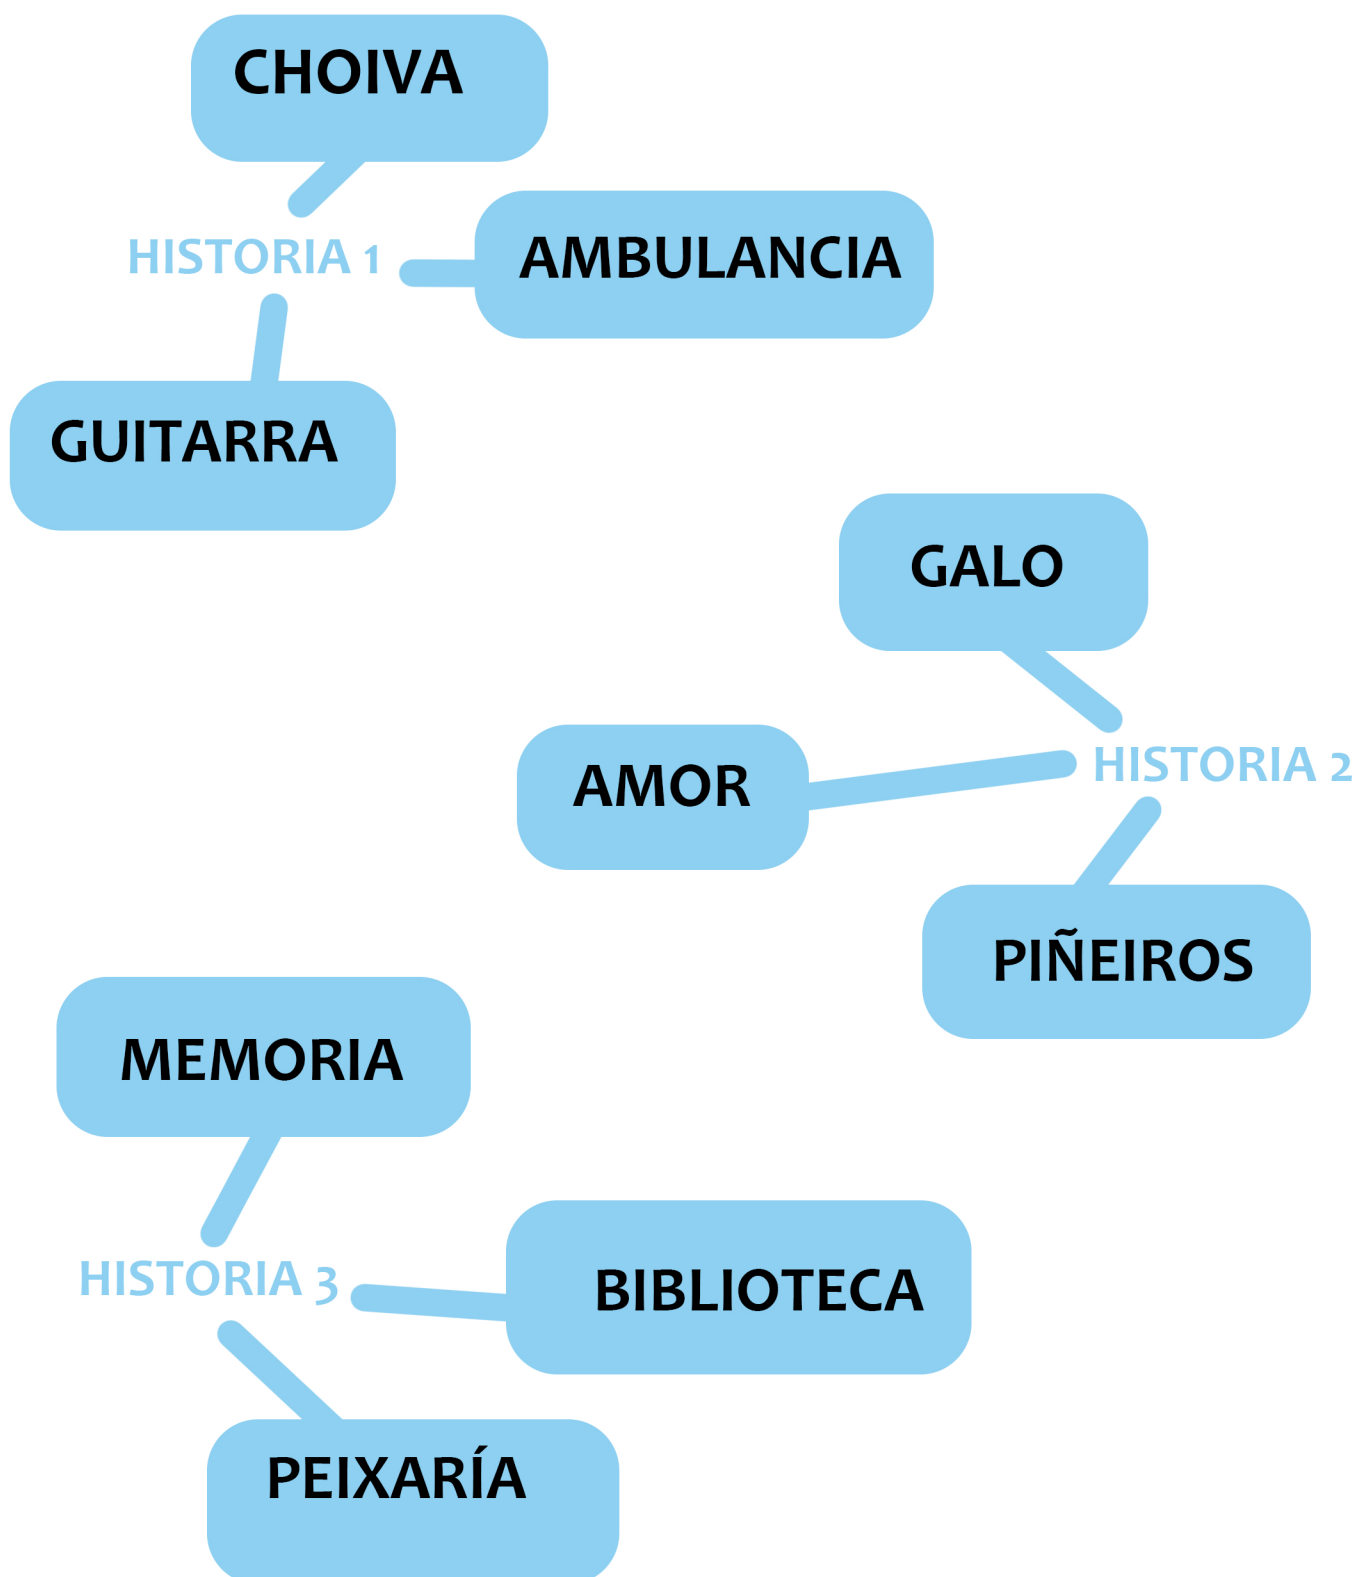 CHOIVA
HISTORIA 1
AMBULANCIA
GUITARRA
GALO
AMOR
HISTORIA 2
PIÑEIROS
MEMORIA
HISTORIA 3
BIBLIOTECA
PEIXARÍA